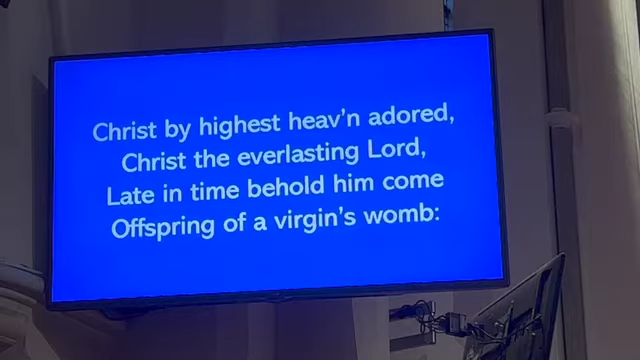 Christ by highest heav'n adored,
Christ the everlasting Lord,
Late in time behold him come
Offspring of a virgin's womb: